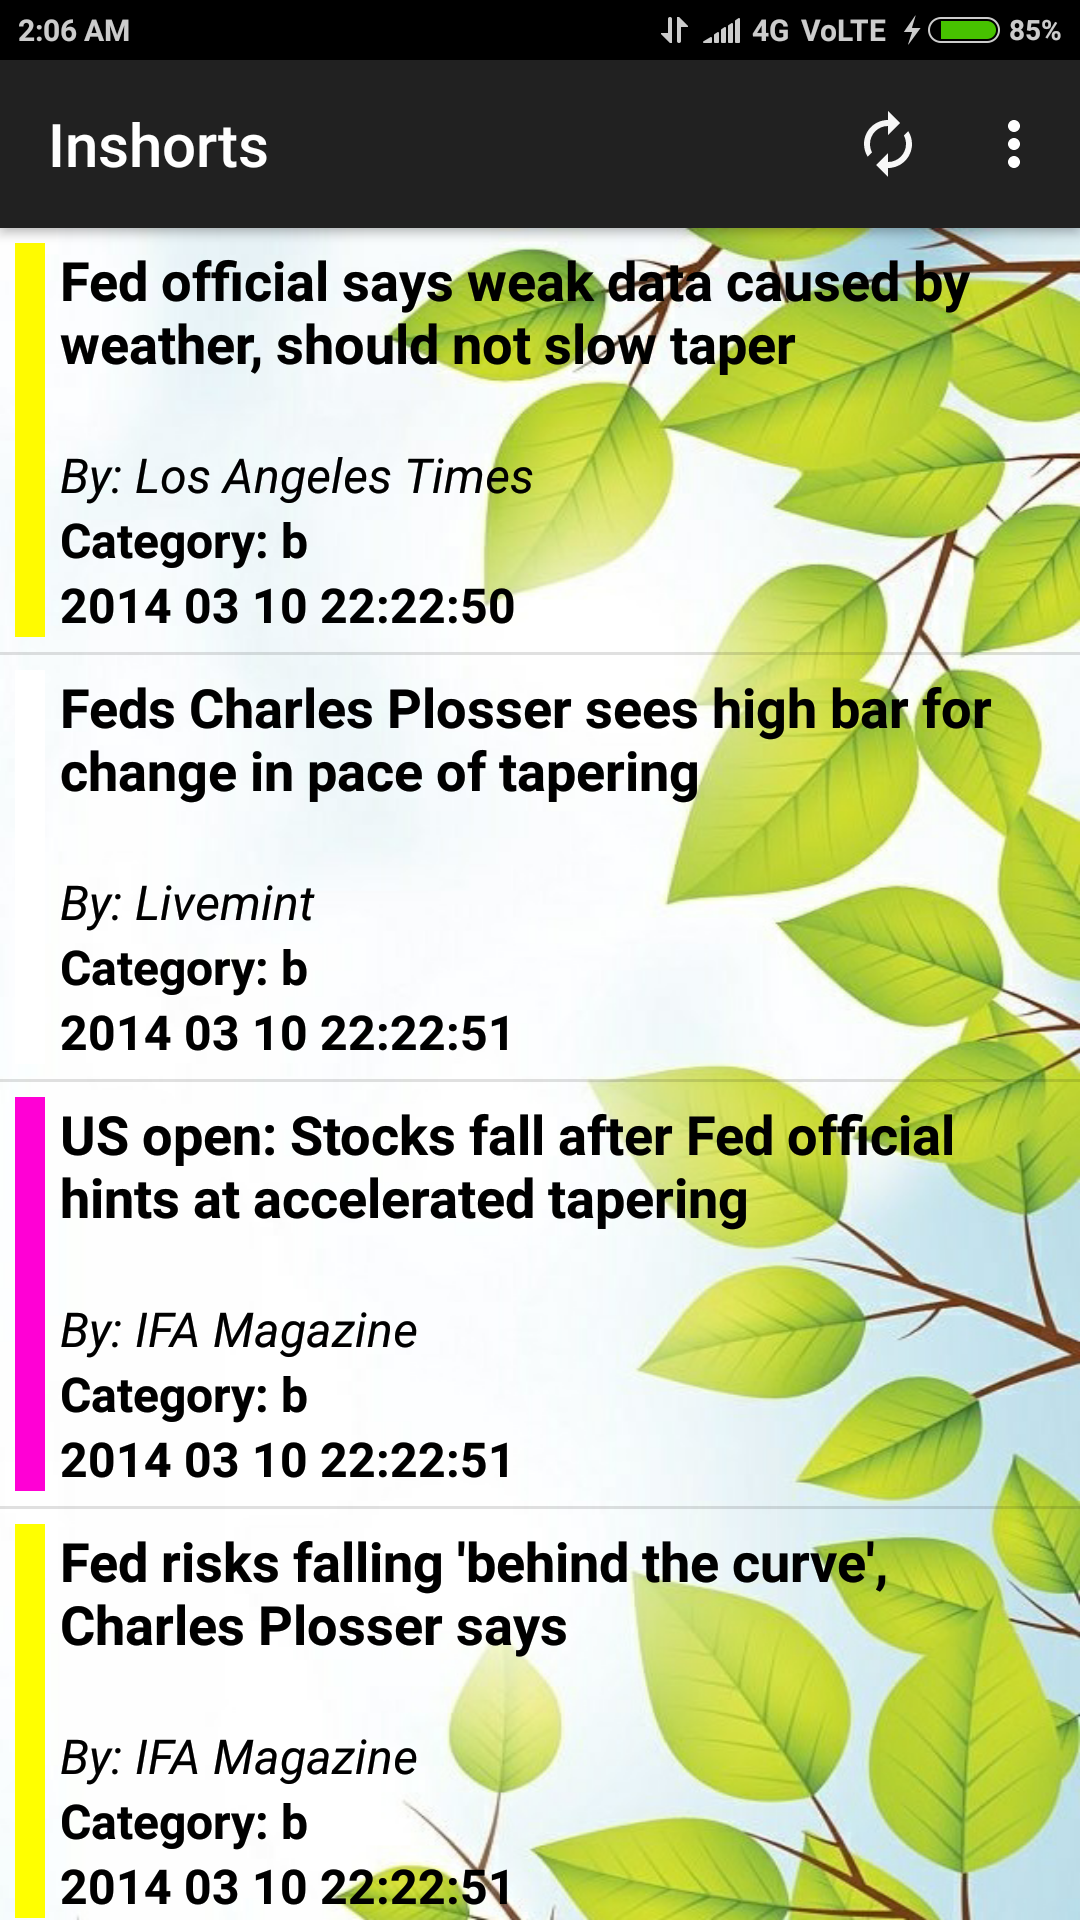 2:06 AM 4G VoLTE 85%
Inshorts
Fed official says weak data caused by
weather, should not slow taper
By: Los Angeles Times
Category: b
2014 03 10 22:22:50
Feds Charles Plosser sees high bar for
change in pace of tapering
By: Livemint
Category: b
2014 03 10 22:22:51
US open: Stocks fall after Fed official
hints at accelerated tapering
By: IFA Magazine
Category: b
2014 03 10 22:22:51
Fed risks falling 'behind the curve',
Charles Plosser says
By: IFA Magazine
Category: b
2014 03 10 22:22:51